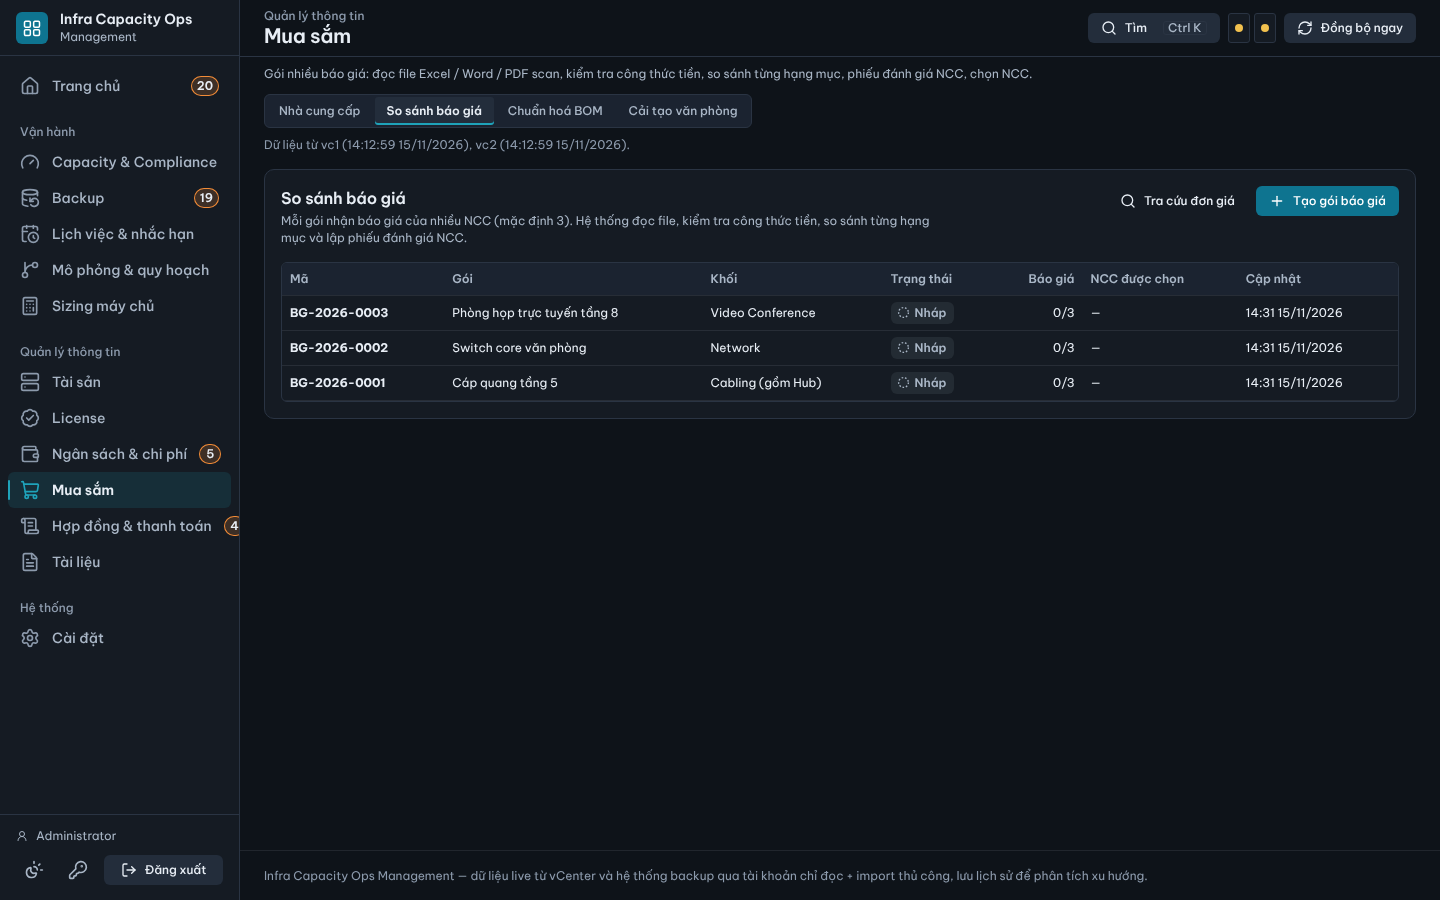 Infra Capacity Ops
Management
Trang chủ 20
Vận hành
Capacity & Compliance
Backup 19
Lịch việc & nhắc hạn
Mô phỏng & quy hoạch
Sizing máy chủ
Quản lý thông tin
Tài sản
License
Ngân sách & chi phí 5
Mua sắm
Hợp đồng & thanh toán 4
Tài liệu
Hệ thống
Cài đặt
Administrator
Đăng xuất
Quản lý thông tin
Mua sắm
Tìm Ctrl K
Đồng bộ ngay
Gói nhiều báo giá: đọc file Excel / Word / PDF scan, kiểm tra công thức tiền, so sánh từng hạng mục, phiếu đánh giá NCC, chọn NCC.
Nhà cung cấp So sánh báo giá Chuẩn hoá BOM Cải tạo văn phòng
Dữ liệu từ vc1 (14:12:59 15/11/2026), vc2 (14:12:59 15/11/2026).
So sánh báo giá
Mỗi gói nhận báo giá của nhiều NCC (mặc định 3). Hệ thống đọc file, kiểm tra công thức tiền, so sánh từng hạng
mục và lập phiếu đánh giá NCC.
Tra cứu đơn giá
Tạo gói báo giá
Mã Gói Khối Trạng thái Báo giá NCC được chọn Cập nhật
BG-2026-0003 Phòng họp trực tuyến tầng 8 Video Conference Nháp 0/3 — 14:31 15/11/2026
BG-2026-0002 Switch core văn phòng Network Nháp 0/3 — 14:31 15/11/2026
BG-2026-0001 Cáp quang tầng 5 Cabling (gồm Hub) Nháp 0/3 — 14:31 15/11/2026
Infra Capacity Ops Management — dữ liệu live từ vCenter và hệ thống backup qua tài khoản chỉ đọc + import thủ công, lưu lịch sử để phân tích xu hướng.